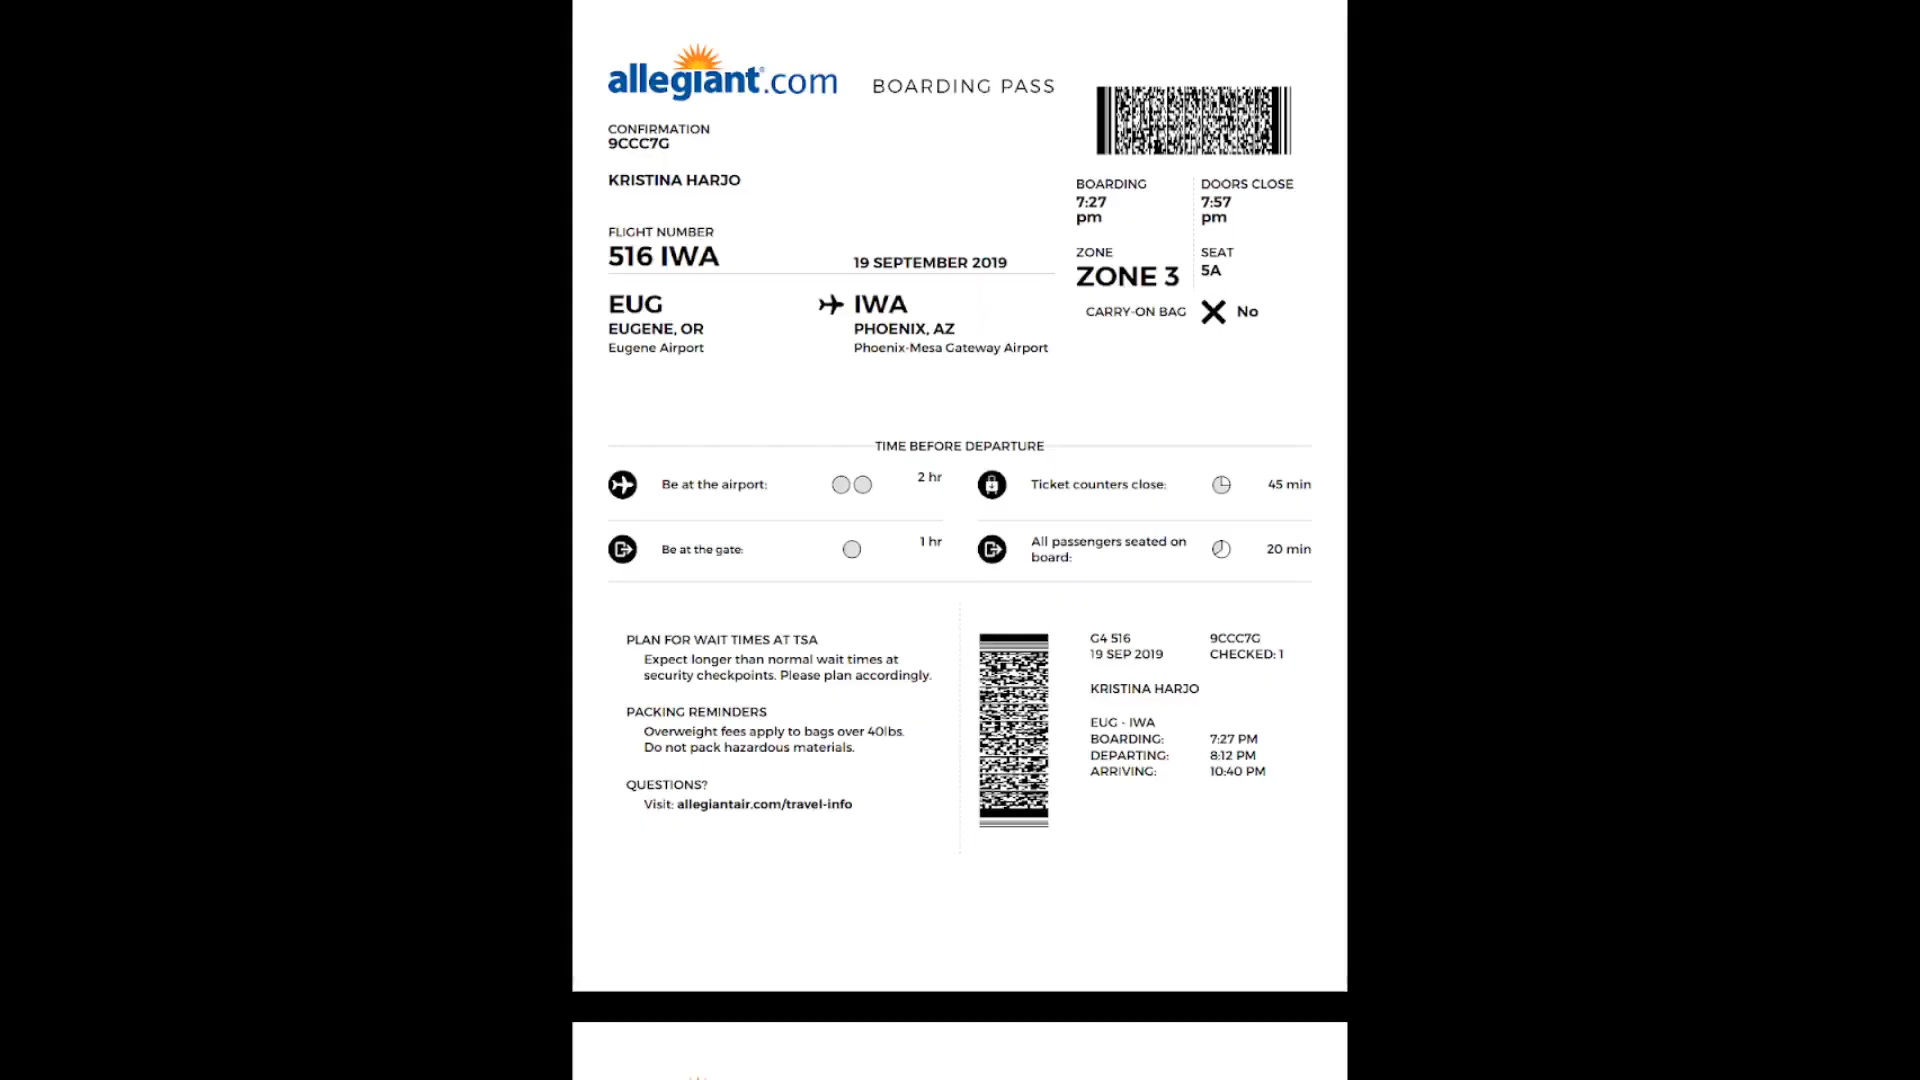 allegiant.com
BOARDING PASS
CONFIRMATION
9CCC7G
KRISTINA HARJO
BOARDING
7:27
pm
DOORS CLOSE
7:57
pm
FLIGHT NUMBER
516 IWA
19 SEPTEMBER 2019
ZONE
ZONE 3
SEAT
5A
CARRY-ON BAG No
EUG
EUGENE, OR
Eugene Airport
IWA
PHOENIX, AZ
Phoenix-Mesa Gateway Airport
TIME BEFORE DEPARTURE
Be at the airport: 2 hr
Ticket counters close: 45 min
Be at the gate: 1 hr
All passengers seated on
board: 20 min
PLAN FOR WAIT TIMES AT TSA
Expect longer than normal wait times at
security checkpoints. Please plan accordingly.
PACKING REMINDERS
Overweight fees apply to bags over 40lbs.
Do not pack hazardous materials.
QUESTIONS?
Visit: allegiantair.com/travel-info
G4 516 9CCC7G
19 SEP 2019 CHECKED: 1
KRISTINA HARJO
EUG - IWA
BOARDING: 7:27 PM
DEPARTING: 8:12 PM
ARRIVING: 10:40 PM